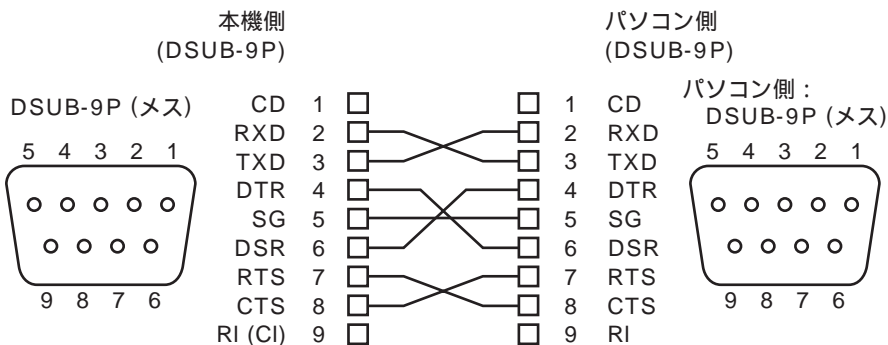 本機側
(DSUB-9P)
パソコン側
(DSUB-9P)
DSUB-9P (メス)
5 4 3 2 1
9 8 7 6
CD 1
RXD 2
TXD 3
DTR 4
SG 5
DSR 6
RTS 7
CTS 8
RI (CI) 9
1 CD
2 RXD
3 TXD
4 DTR
5 SG
6 DSR
7 RTS
8 CTS
9 RI
パソコン側：
DSUB-9P (メス)
5 4 3 2 1
9 8 7 6